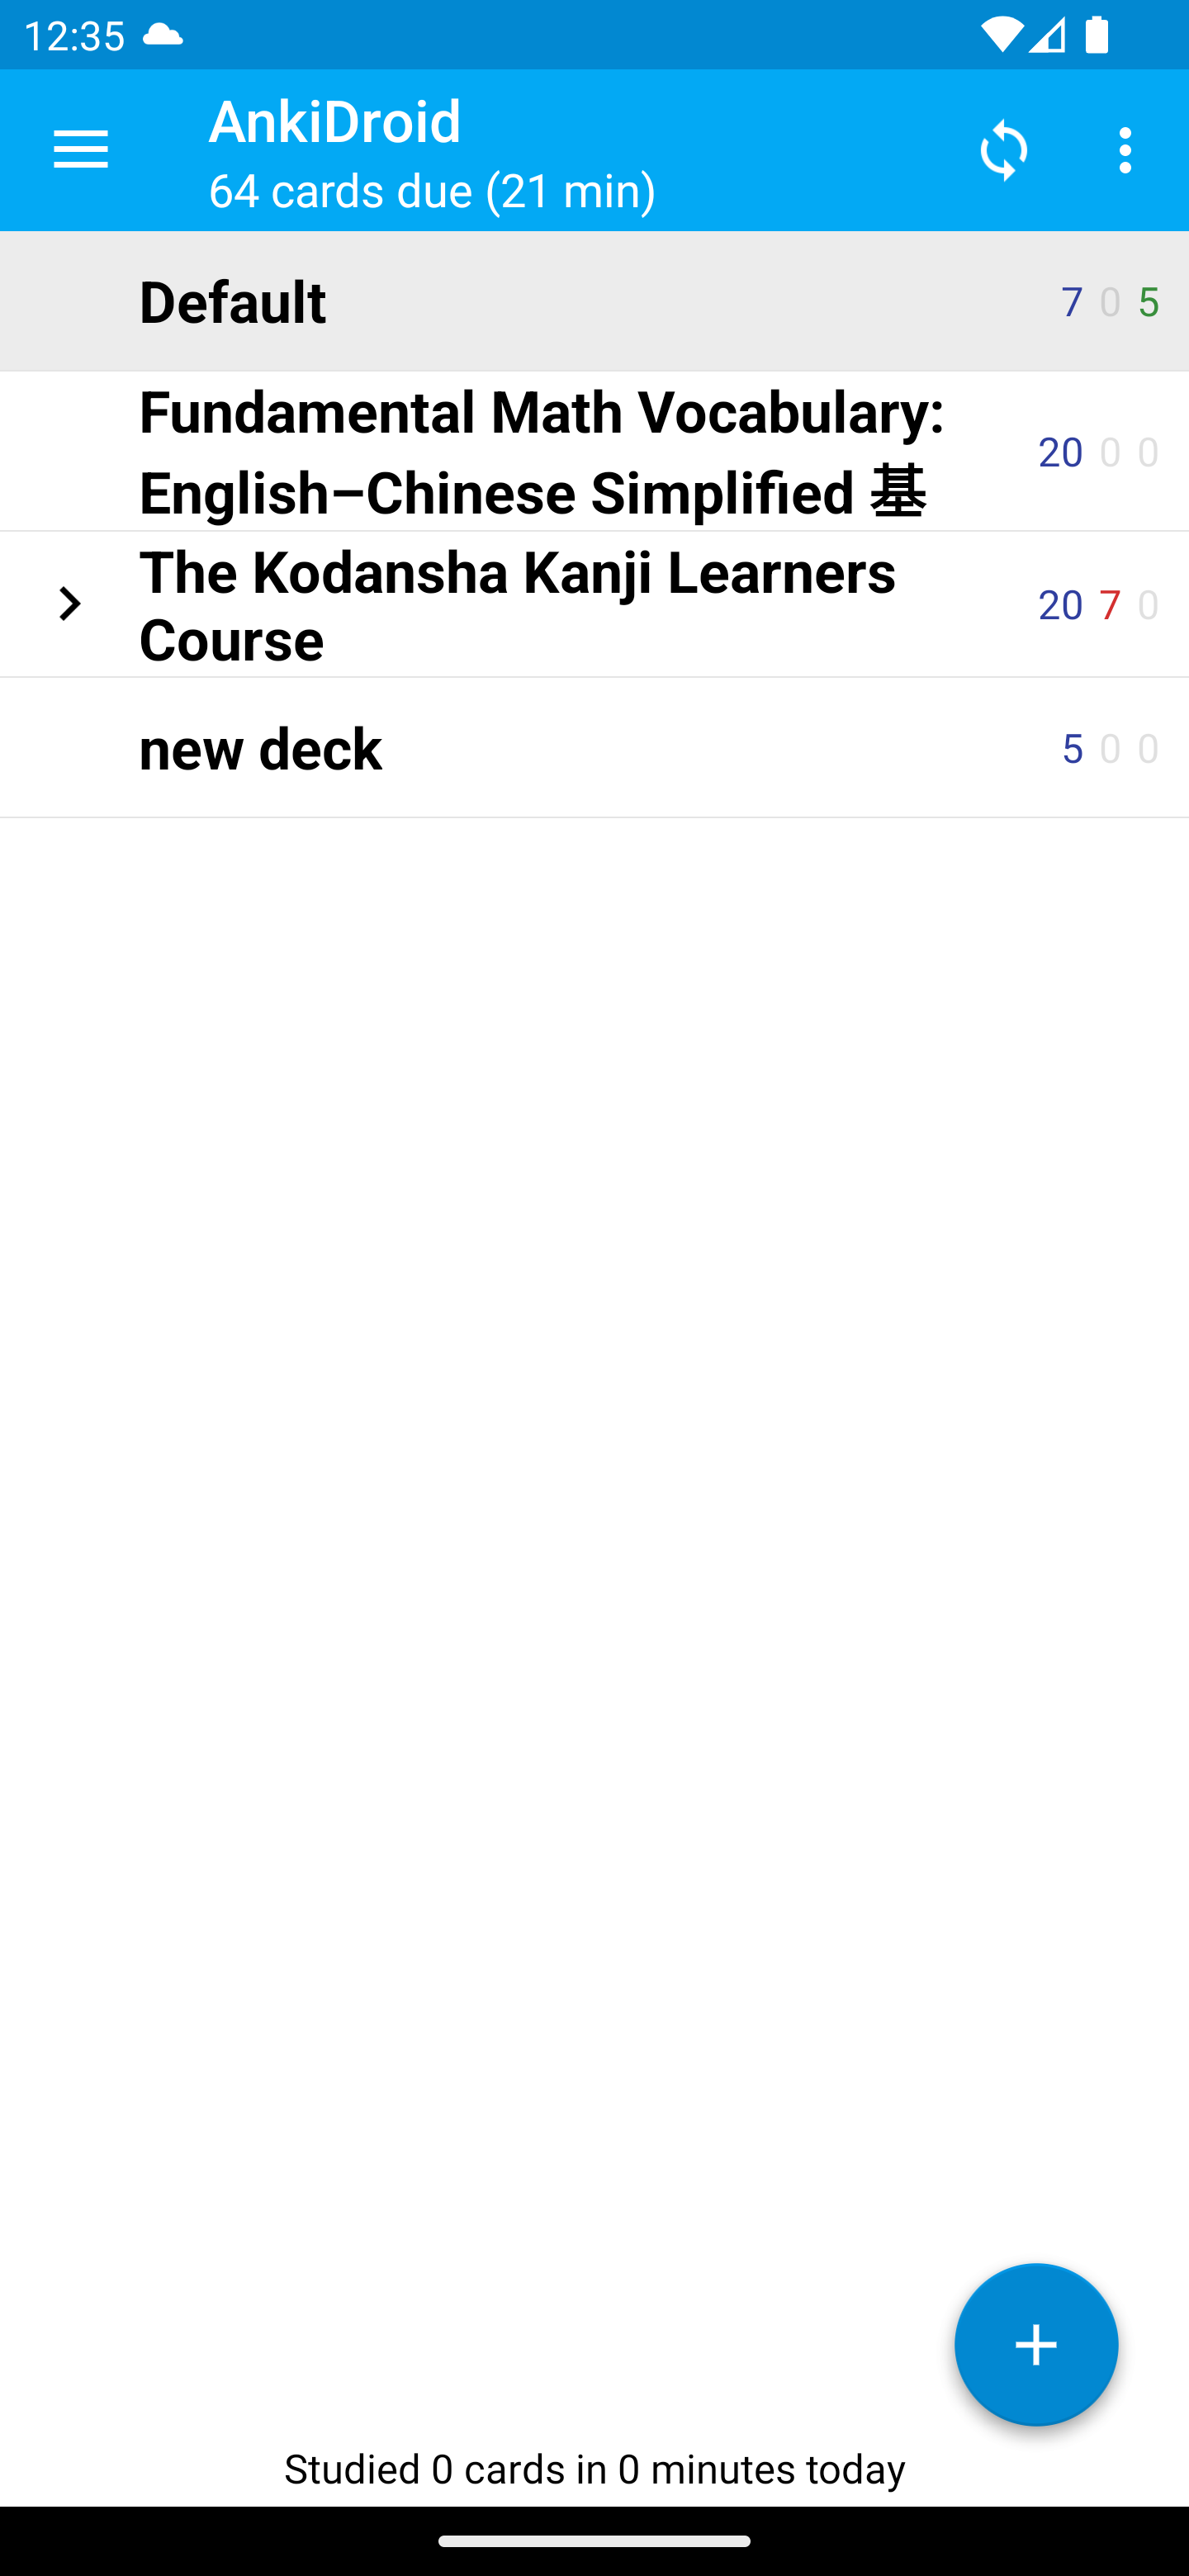 12:35
AnkiDroid
64 cards due (21 min)
Default 7 0 5
Fundamental Math Vocabulary:
English–Chinese Simplified 基 20 0 0
The Kodansha Kanji Learners
Course 20 7 0
new deck 5 0 0
Studied 0 cards in 0 minutes today